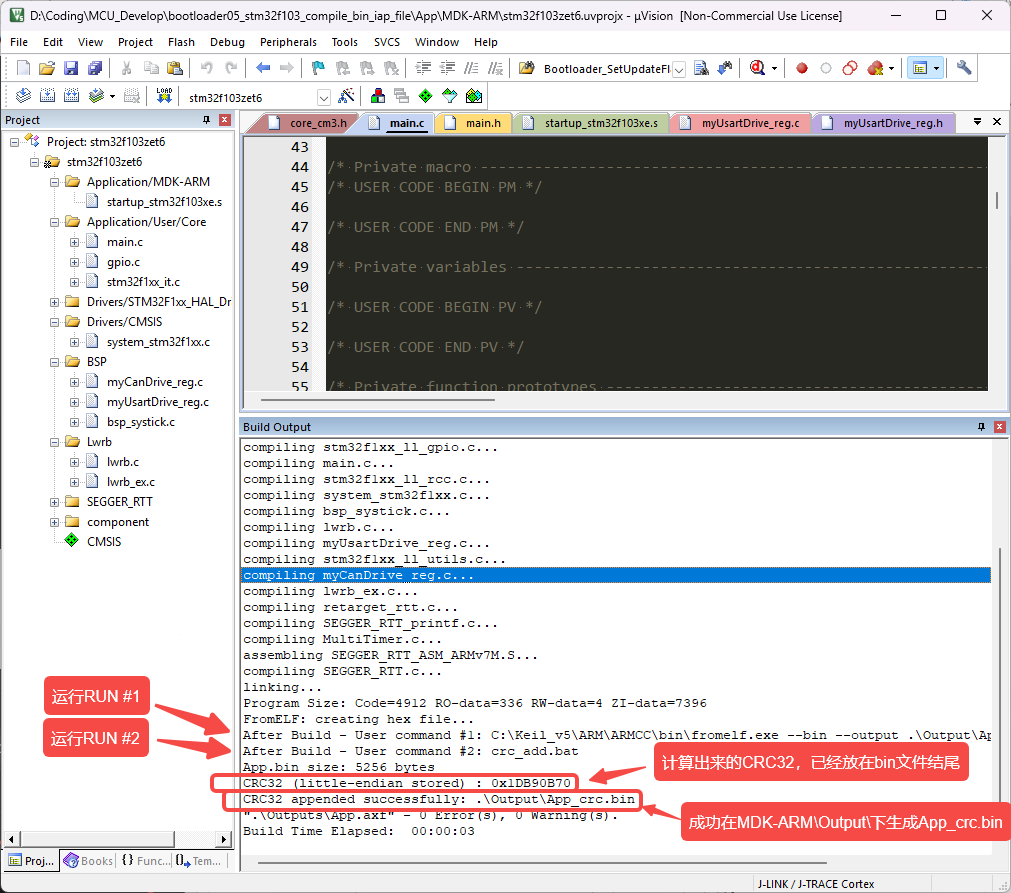 D:\Coding\MCU_Develop\bootloader05_stm32f103_compile_bin_iap_file\App\MDK-ARM\stm32f103zet6.uvprojx - µVision [Non-Commercial Use License]
File Edit View Project Flash Debug Peripherals Tools SVCS Window Help
Bootloader_SetUpdateFl
LOAD
stm32f103zet6
Project
Project: stm32f103zet6
stm32f103zet6
Application/MDK-ARM
startup_stm32f103xe.s
Application/User/Core
main.c
gpio.c
stm32f1xx_it.c
Drivers/STM32F1xx_HAL_Dr
Drivers/CMSIS
system_stm32f1xx.c
BSP
myCanDrive_reg.c
myUsartDrive_reg.c
bsp_systick.c
Lwrb
lwrb.c
lwrb_ex.c
SEGGER_RTT
component
CMSIS
Proj... Books {} Func... Tem...
core_cm3.h main.c main.h startup_stm32f103xe.s myUsartDrive_reg.c myUsartDrive_reg.h
43
44 /* Private macro -----------------------------------------------------------
45 /* USER CODE BEGIN PM */
46
47 /* USER CODE END PM */
48
49 /* Private variables -------------------------------------------------------
50
51 /* USER CODE BEGIN PV */
52
53 /* USER CODE END PV */
54
55 /* Private function prototypes ---------------------------------------------
Build Output
compiling stm32f1xx_ll_gpio.c...
compiling main.c...
compiling stm32f1xx_ll_rcc.c...
compiling system_stm32f1xx.c...
compiling bsp_systick.c...
compiling lwrb.c...
compiling myUsartDrive_reg.c...
compiling stm32f1xx_ll_utils.c...
compiling myCanDrive_reg.c...
compiling lwrb_ex.c...
compiling retarget_rtt.c...
compiling SEGGER_RTT_printf.c...
compiling MultiTimer.c...
assembling SEGGER_RTT_ASM_ARMv7M.S...
compiling SEGGER_RTT.c...
linking...
Program Size: Code=4912 RO-data=336 RW-data=4 ZI-data=7396
FromELF: creating hex file...
After Build - User command #1: C:\Keil_v5\ARM\ARMCC\bin\fromelf.exe --bin --output .\Output\Ap
After Build - User command #2: crc_add.bat
App.bin size: 5256 bytes
CRC32 (little-endian stored) : 0x1DB90B70
CRC32 appended successfully: .\Output\App_crc.bin
".\Outputs\App.axf" - 0 Error(s), 0 Warning(s).
Build Time Elapsed: 00:00:03
运行RUN #1
运行RUN #2
计算出来的CRC32，已经放在bin文件结尾
成功在MDK-ARM\Output\下生成App_crc.bin
J-LINK / J-TRACE Cortex